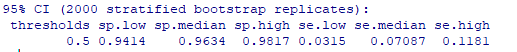 95% CI (2000 stratified bootstrap replicates):
thresholds sp.low sp.median sp.high se.low se.median se.high
0.5 0.9414 0.9634 0.9817 0.0315 0.07087 0.1181